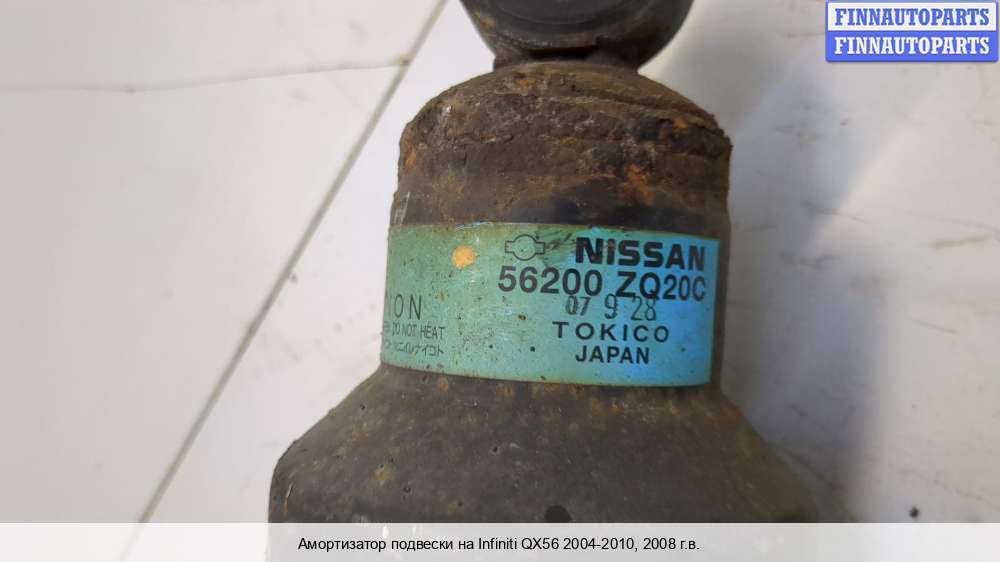 FINNAUTOPARTS
FINNAUTOPARTS
NISSAN
56200 ZQ20C
07 9 28
TOKICO
JAPAN
ION
DO NOT HEAT
Амортизатор подвески на Infiniti QX56 2004-2010, 2008 г.в.